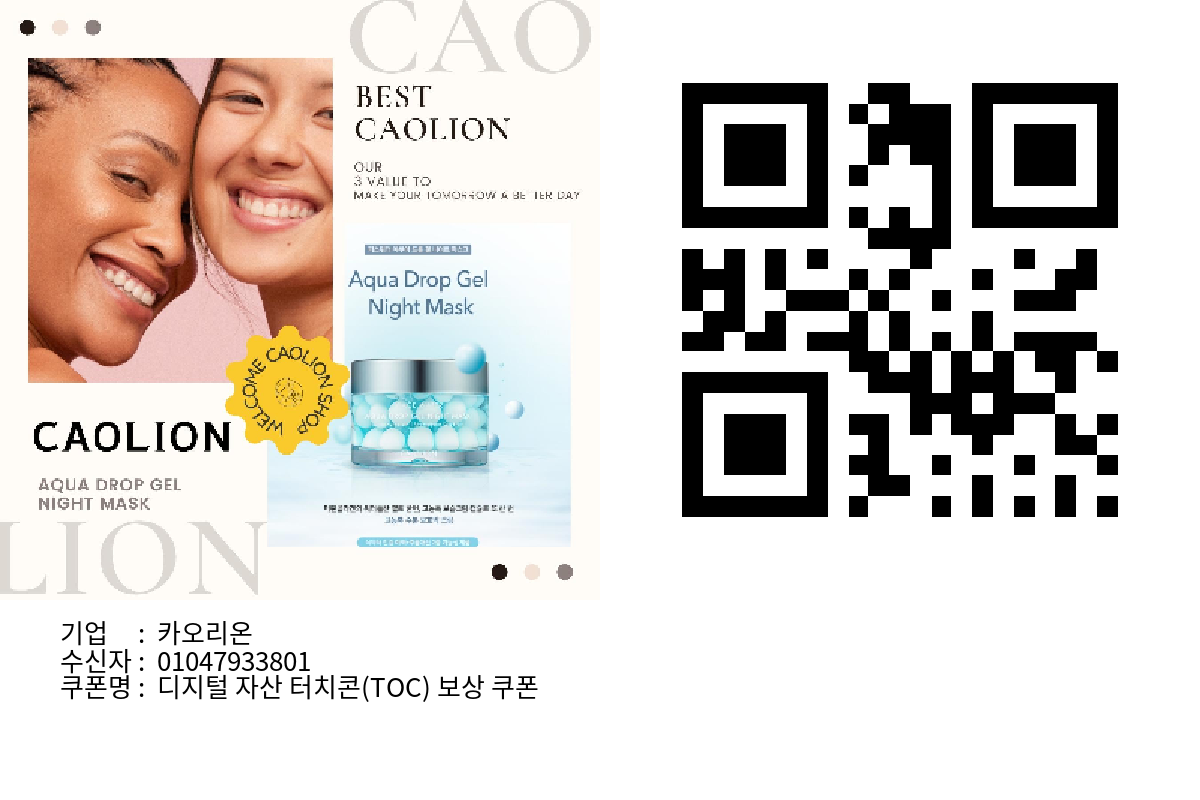 CAO
BEST
CAOLION
OUR
3 VALUE TO
MAKE YOUR TOMORROW A BETTER DAY
Aqua Drop Gel
Night Mask
WELCOME CAOLION SHOP
CAOLION
AQUA DROP GEL
NIGHT MASK
LION
기업 : 카오리온
수신자 : 01047933801
쿠폰명 : 디지털 자산 터치콘(TOC) 보상 쿠폰